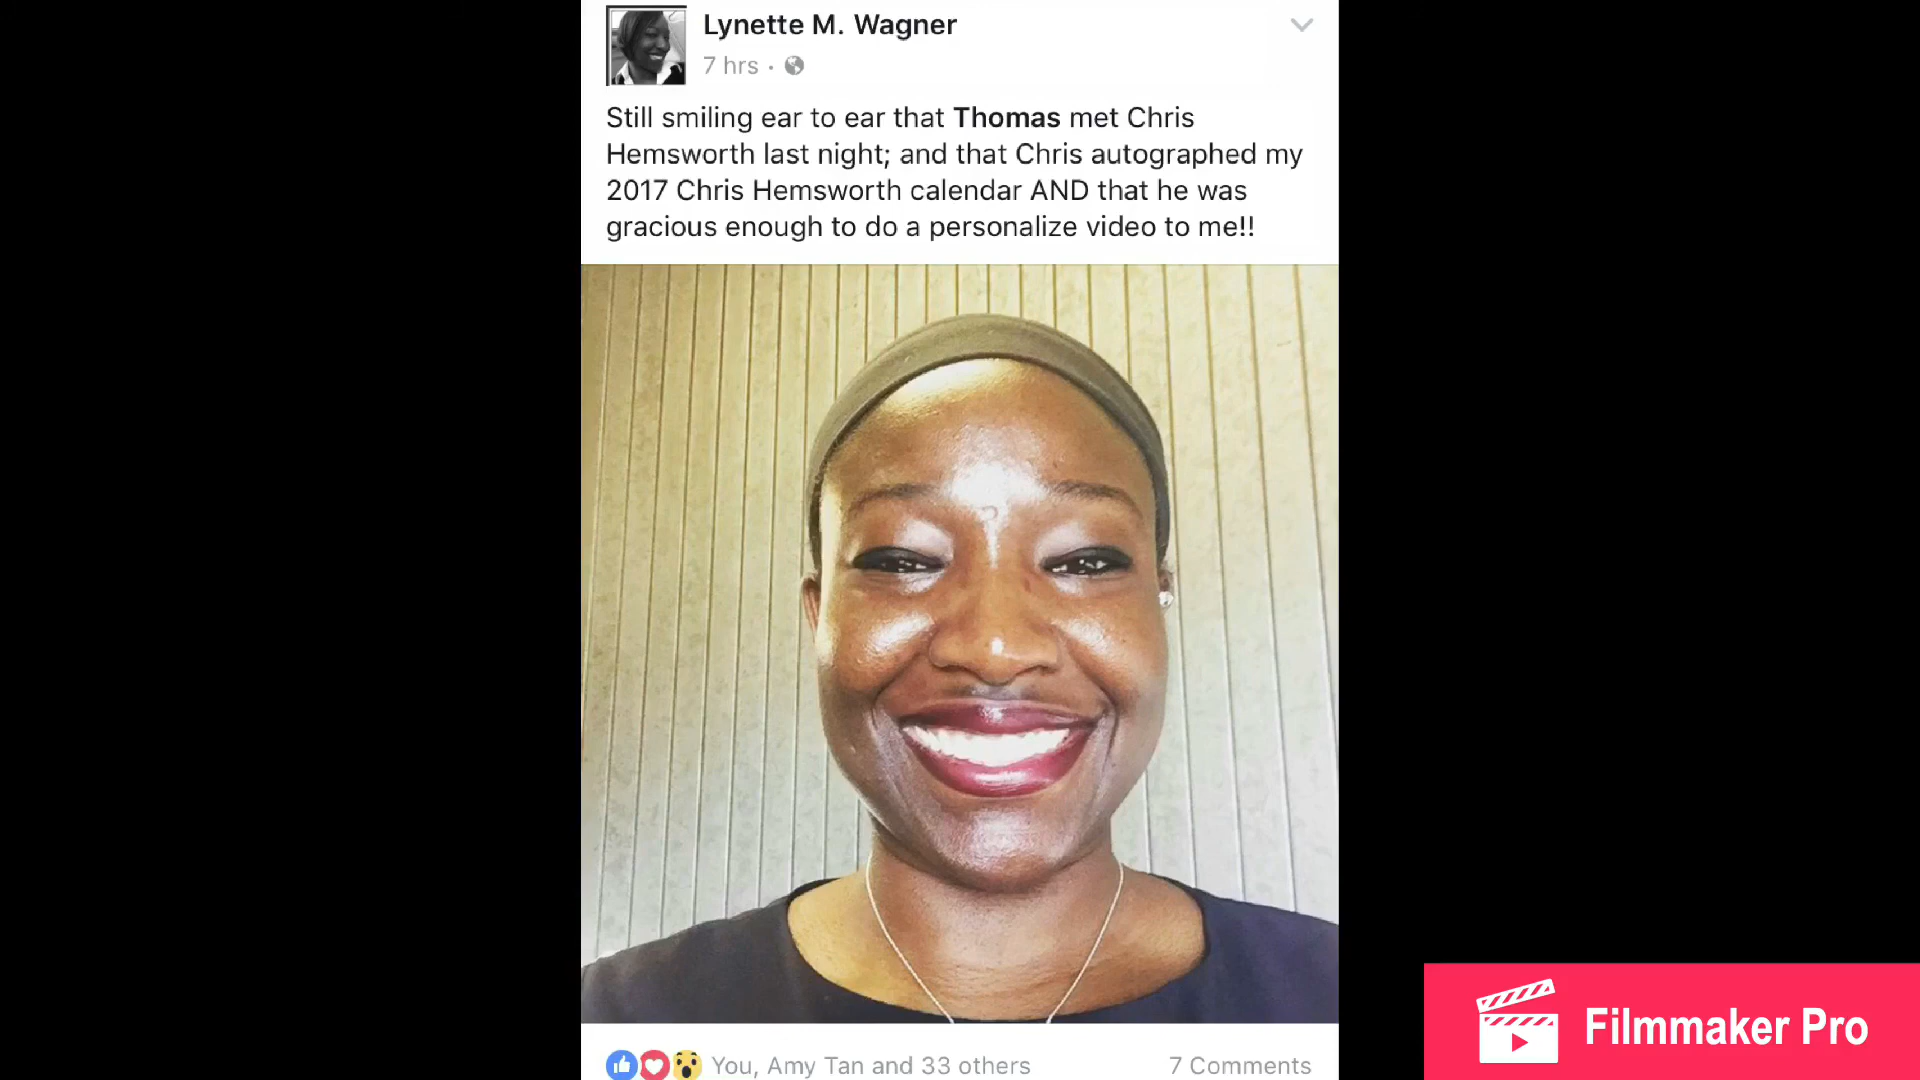 Lynette M. Wagner
7 hrs ·
Still smiling ear to ear that Thomas met Chris
Hemsworth last night; and that Chris autographed my
2017 Chris Hemsworth calendar AND that he was
gracious enough to do a personalize video to me!!
You, Amy Tan and 33 others
7 Comments
Filmmaker Pro